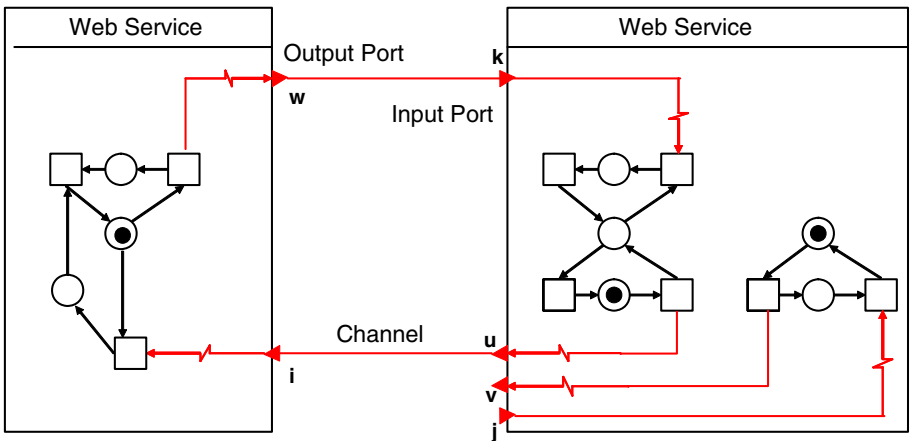 Web Service
Web Service
Output Port
k
w
Input Port
Channel
u
i
v
j